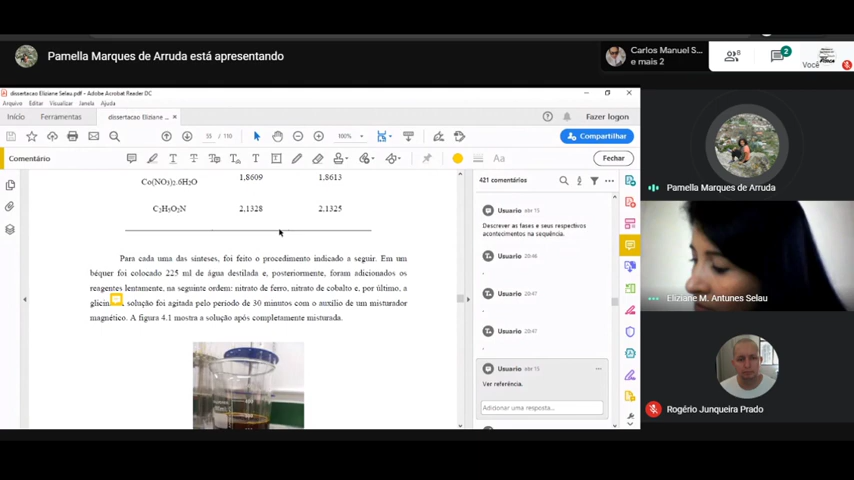 Pamella Marques de Arruda está apresentando
Carlos Manuel S...
e mais 2
8
2
Você
dissertacao Eliziane Selau.pdf - Adobe Acrobat Reader DC
Arquivo Editar Visualizar Janela Ajuda
Início Ferramentas dissertacao Eliziane ... × Fazer logon
55 / 110 100% Compartilhar
Comentário Aa Fechar
421 comentários
Co(NO3)2.6H2O 1,8609 1,8613
C2H5O2N 2,1328 2,1325
Para cada uma das sínteses, foi feito o procedimento indicado a seguir. Em um
béquer foi colocado 225 ml de água destilada e, posteriormente, foram adicionados os
reagentes lentamente, na seguinte ordem: nitrato de ferro, nitrato de cobalto e, por último, a
solução foi agitada pelo período de 30 minutos com o auxílio de um misturador
magnético. A figura 4.1 mostra a solução após completamente misturada.
Usuario abr 15
Descrever as fases e seus respectivos
acontecimentos na sequência.
Usuario 20:46
.
Usuario 20:47
.
Usuario 20:47
.
Usuario abr 15 ...
Ver referência.
Adicionar uma resposta...
Pamella Marques de Arruda
Eliziane M. Antunes Selau
Rogério Junqueira Prado